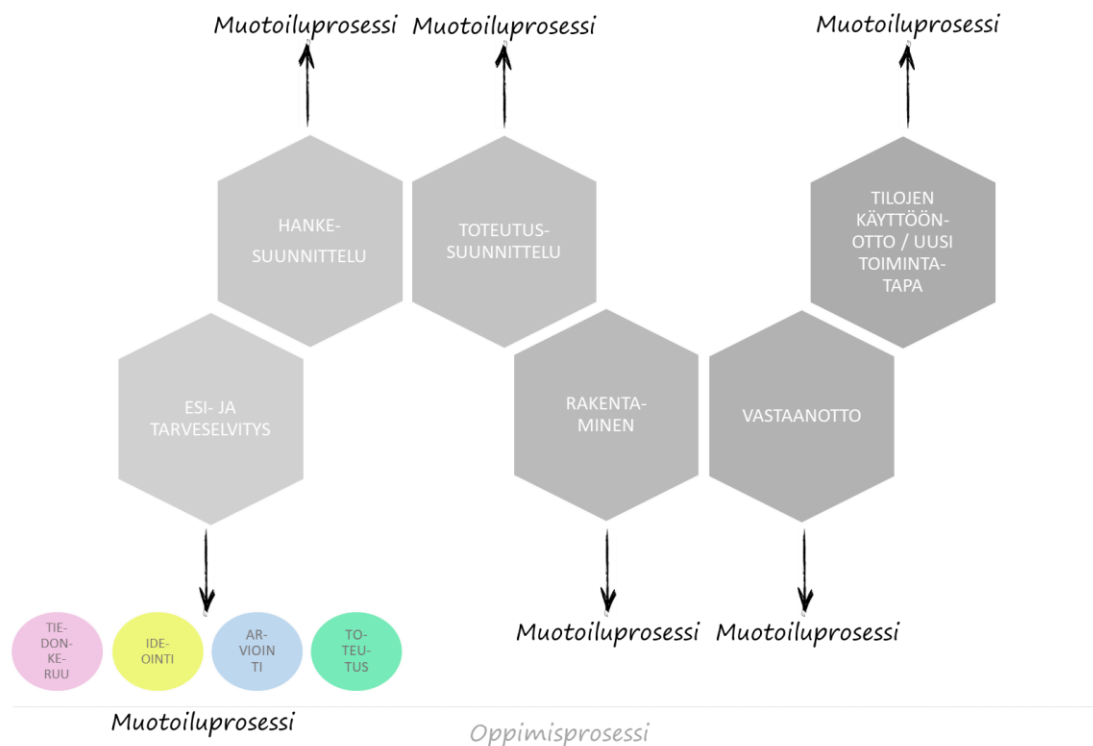 Muotoiluprosessi Muotoiluprosessi Muotoiluprosessi
HANKE-
SUUNNITTELU
TOTEUTUS-
SUUNNITTELU
TILOJEN
KÄYTTÖÖN-
OTTO / UUSI
TOIMINTA-
TAPA
ESI- JA
TARVESELVITYS
RAKENTA-
MINEN
VASTAANOTTO
TIE-
DON-
KE-
RUU
IDE-
OINTI
AR-
VIOIN
TI
TO-
TEU-
TUS
Muotoiluprosessi Muotoiluprosessi
Muotoiluprosessi
Oppimisprosessi